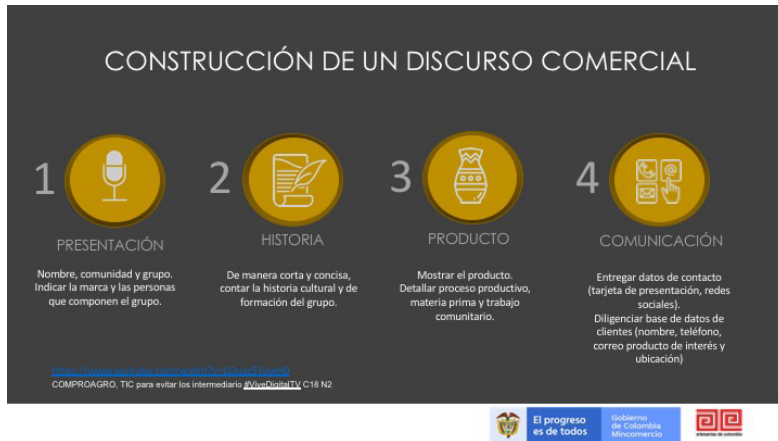 CONSTRUCCIÓN DE UN DISCURSO COMERCIAL
1
PRESENTACIÓN
Nombre, comunidad y grupo.
Indicar la marca y las personas
que componen el grupo.
2
HISTORIA
De manera corta y concisa,
contar la historia cultural y de
formación del grupo.
3
PRODUCTO
Mostrar el producto.
Detallar proceso productivo,
materia prima y trabajo
comunitario.
4
COMUNICACIÓN
Entregar datos de contacto
(tarjeta de presentación, redes
sociales).
Diligenciar base de datos de
clientes (nombre, teléfono,
correo producto de interés y
ubicación)
COMPROAGRO, TIC para evitar los intermediario #ViveDigitalTV C18 N2
El progreso
es de todos
Gobierno
de Colombia
Mincomercio
artesanías de colombia